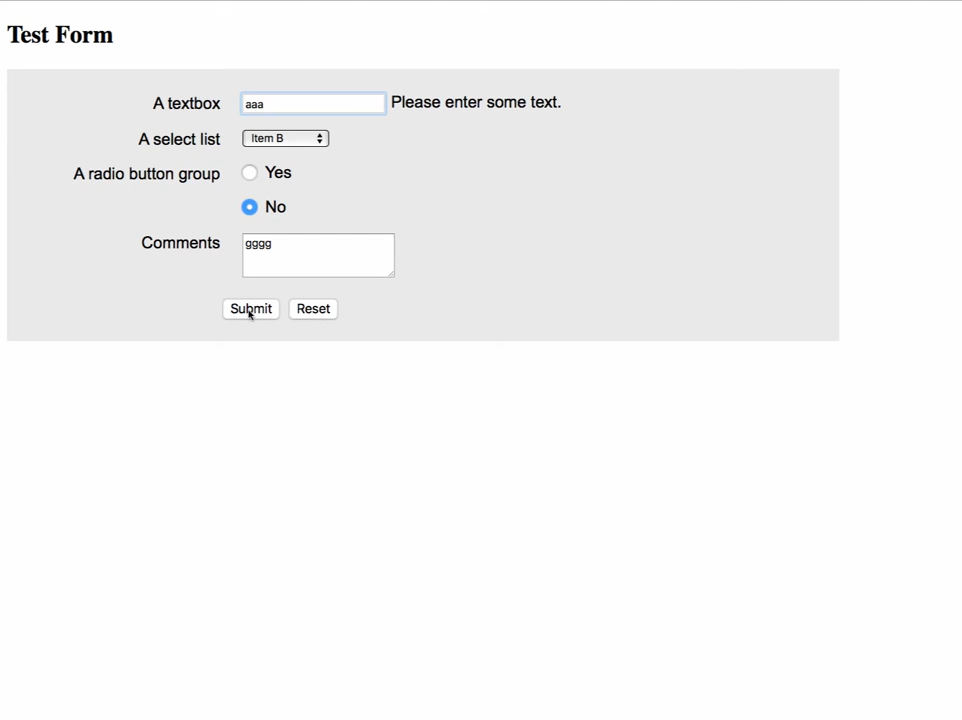 Test Form
A textbox aaa Please enter some text.
A select list Item B
A radio button group Yes
No
Comments gggg
Submit Reset